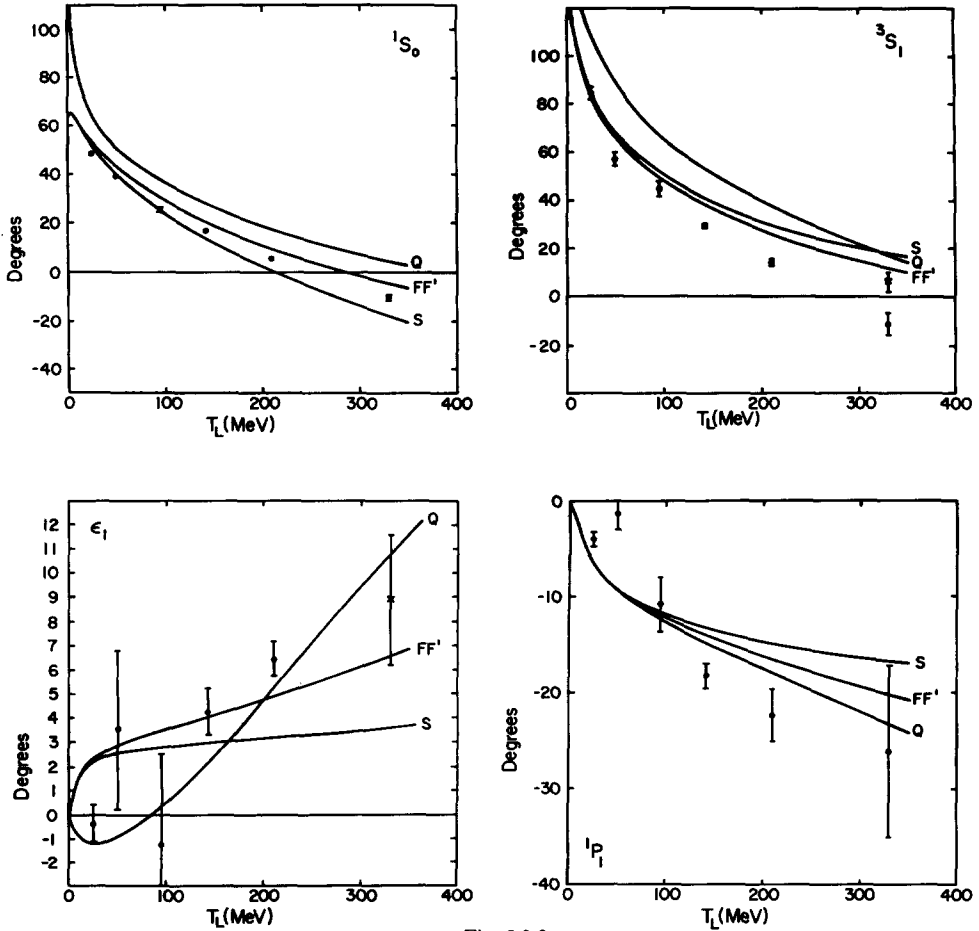 ¹S₀
100
80
60
40
20
0
-20
-40
Degrees
Q
FF'
S
0 100 200 300 400
T_L(MeV)
³S₁
100
80
60
40
20
0
-20
Degrees
S
Q
FF'
0 100 200 300 400
T_L(MeV)
ε₁
12
11
10
9
8
7
6
5
4
3
2
1
0
-1
-2
Degrees
Q
FF'
S
0 100 200 300 400
T_L(MeV)
¹P₁
0
-10
-20
-30
-40
Degrees
S
FF'
Q
0 100 200 300 400
T_L(MeV)